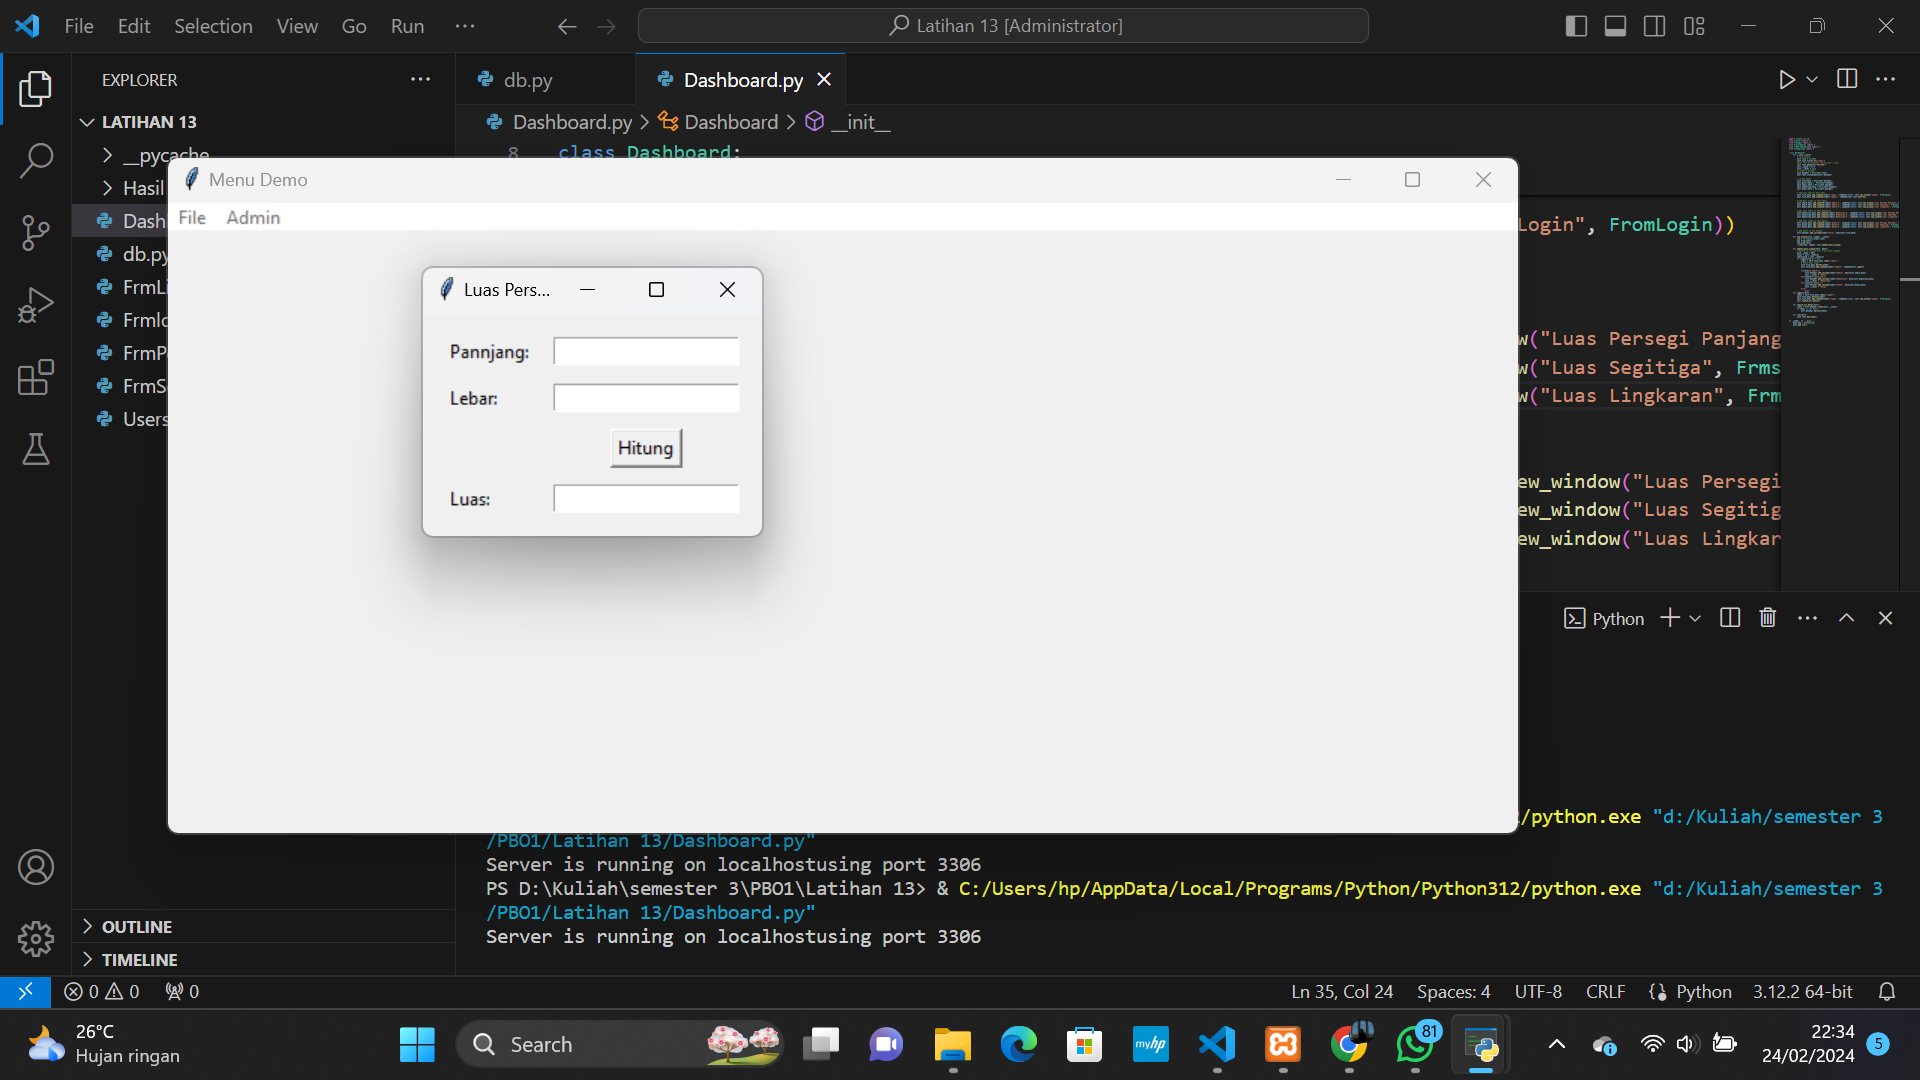 File Edit Selection View Go Run ··· Latihan 13 [Administrator]
EXPLORER ···
db.py Dashboard.py
LATIHAN 13
Dashboard.py > Dashboard > __init__
8 class Dashboard:
__pycache__
Hasil
Dash
db.py
FrmLi
FrmP
FrmS
Users
Menu Demo
File Admin
Luas Pers...
Pannjang:
Lebar:
Hitung
Luas:
Login", FromLogin))
w("Luas Persegi Panjang
w("Luas Segitiga", Frms
w("Luas Lingkaran", Frm
ew_window("Luas Persegi
ew_window("Luas Segitig
ew_window("Luas Lingkar
Python
/python.exe "d:/Kuliah/semester 3
/PBO1/Latihan 13/Dashboard.py"
Server is running on localhostusing port 3306
PS D:\Kuliah\semester 3\PBO1\Latihan 13> & C:/Users/hp/AppData/Local/Programs/Python/Python312/python.exe "d:/Kuliah/semester 3
/PBO1/Latihan 13/Dashboard.py"
Server is running on localhostusing port 3306
OUTLINE
TIMELINE
0 0 0 Ln 35, Col 24 Spaces: 4 UTF-8 CRLF Python 3.12.2 64-bit
26°C
Hujan ringan
Search
myhp
81
22:34
24/02/2024
5